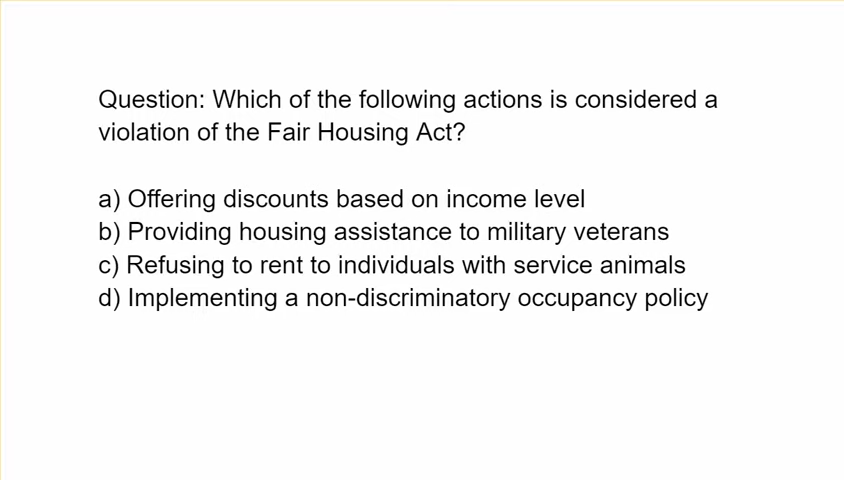 Question: Which of the following actions is considered a
violation of the Fair Housing Act?
a) Offering discounts based on income level
b) Providing housing assistance to military veterans
c) Refusing to rent to individuals with service animals
d) Implementing a non-discriminatory occupancy policy